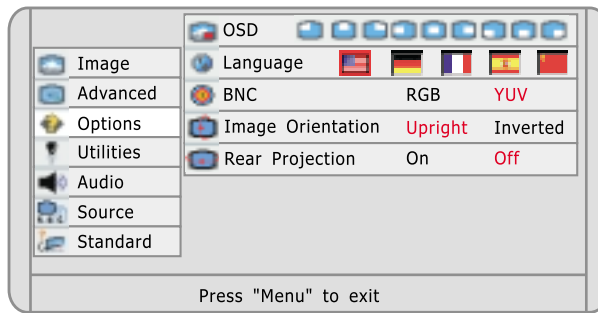 Image
Advanced
Options
Utilities
Audio
Source
Standard
OSD
Language
BNC RGB YUV
Image Orientation Upright Inverted
Rear Projection On Off
Press "Menu" to exit